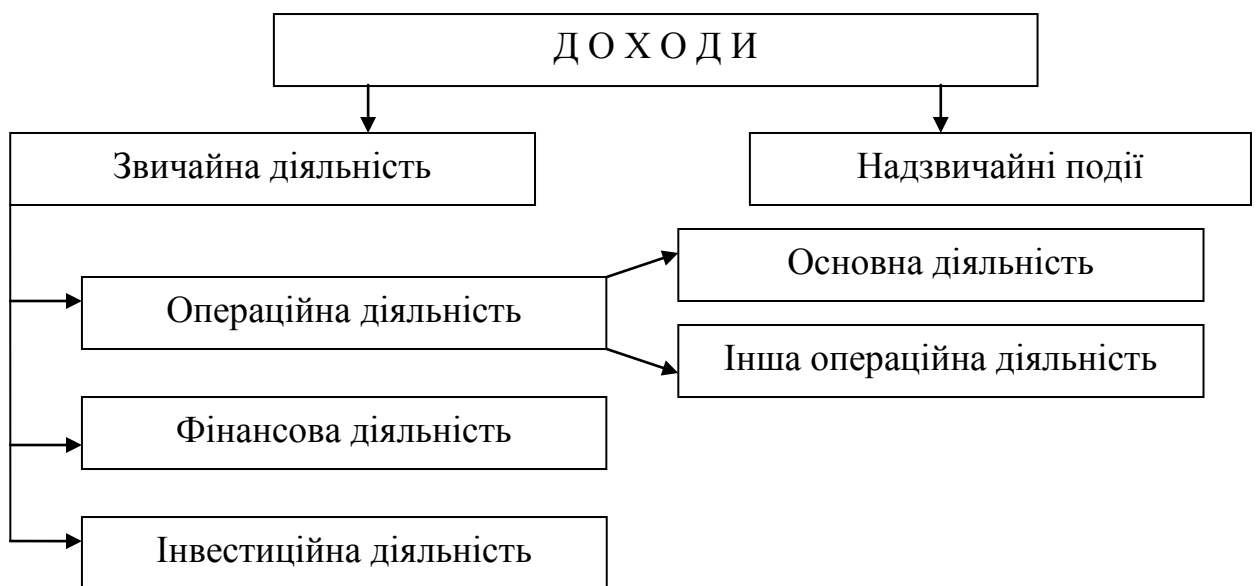 Д О Х О Д И
Звичайна діяльність
Надзвичайні події
Операційна діяльність
Основна діяльність
Інша операційна діяльність
Фінансова діяльність
Інвестиційна діяльність